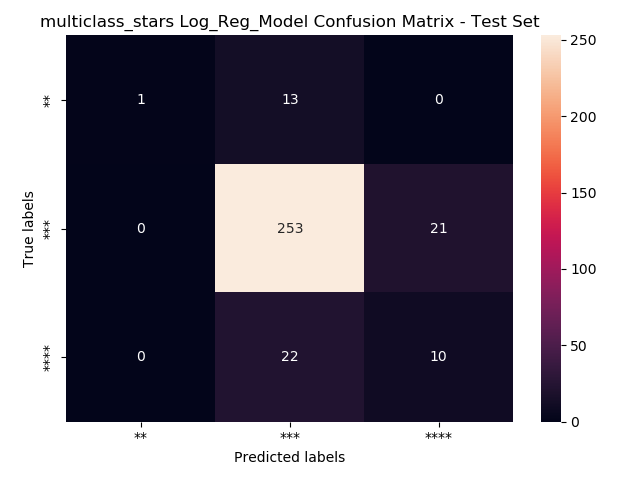 multiclass_stars Log_Reg_Model Confusion Matrix - Test Set
True labels
**
1 13 0
***
0 253 21
****
0 22 10
** *** ****
Predicted labels
250
200
150
100
50
0